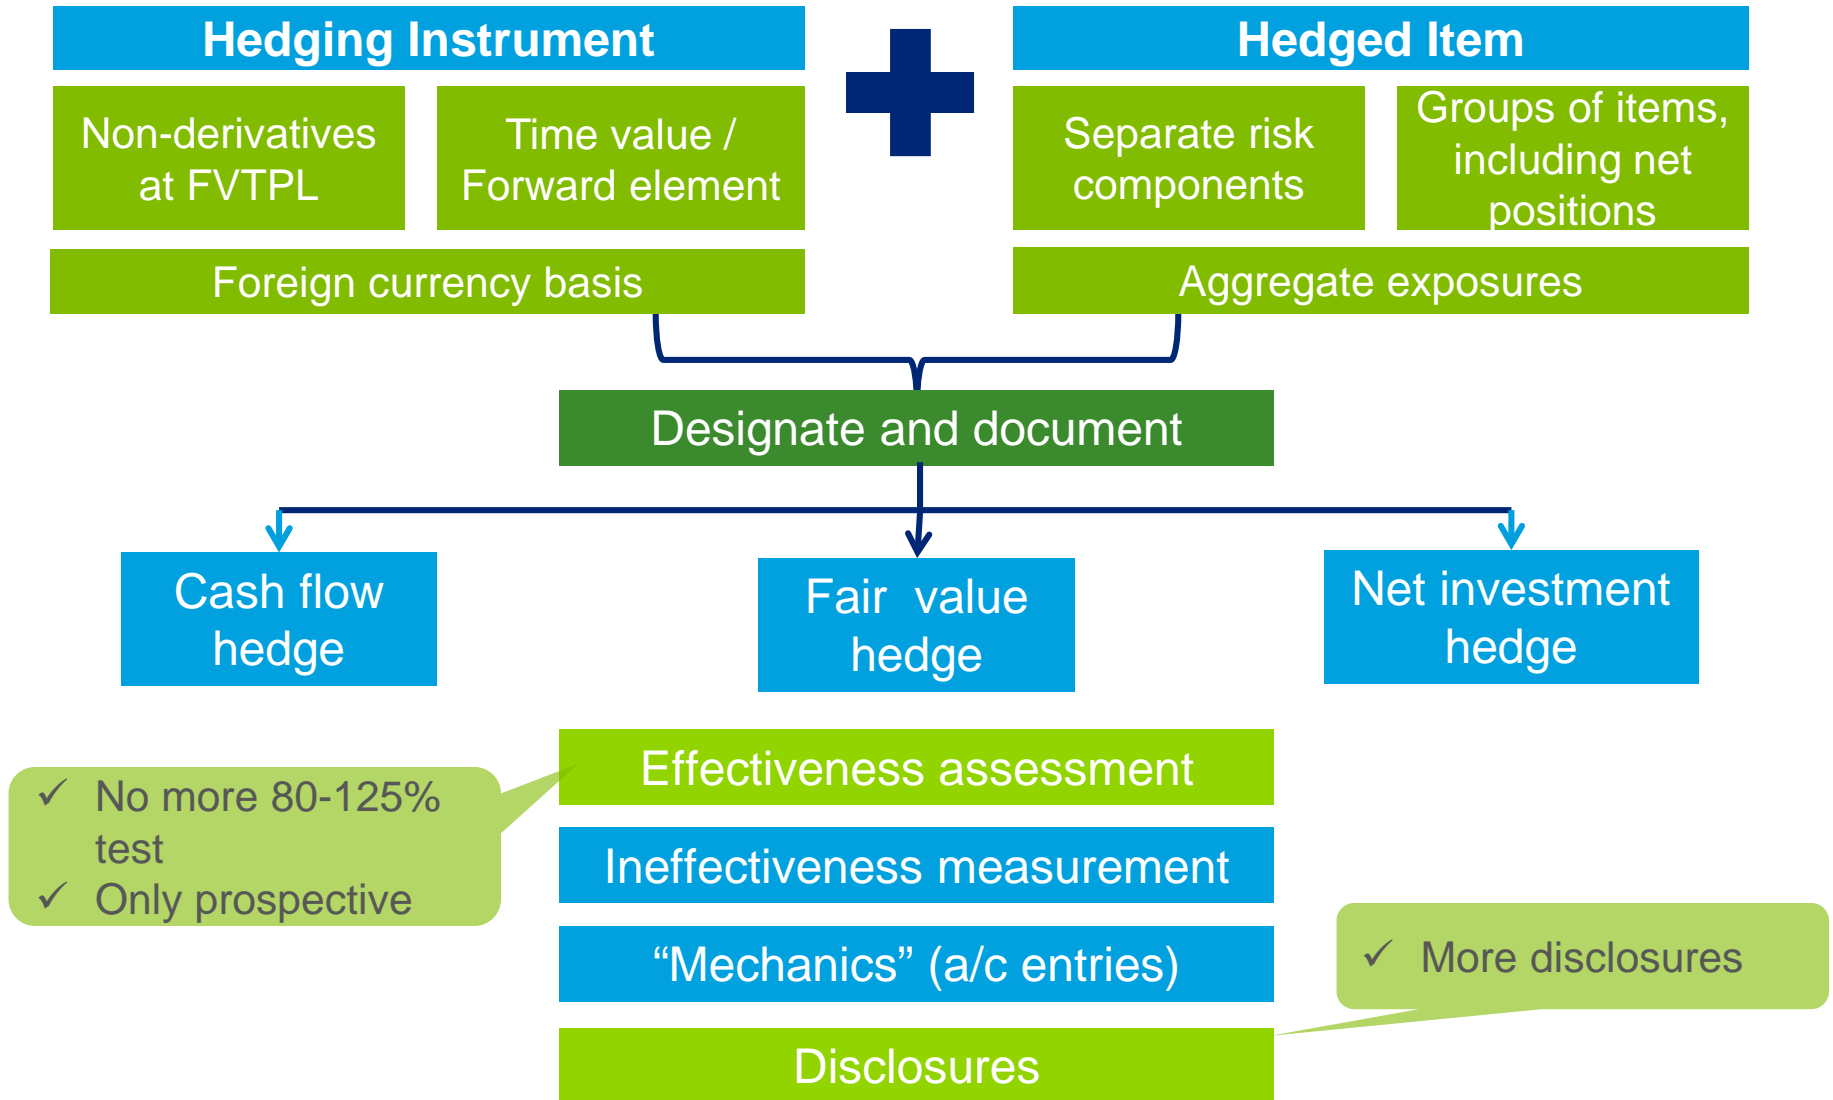 Hedging Instrument
Hedged Item
Non-derivatives
at FVTPL
Time value /
Forward element
Separate risk
components
Groups of items,
including net
positions
Foreign currency basis
Aggregate exposures
Designate and document
Cash flow
hedge
Fair value
hedge
Net investment
hedge
Effectiveness assessment
✓ No more 80-125%
test
✓ Only prospective
Ineffectiveness measurement
“Mechanics” (a/c entries)
✓ More disclosures
Disclosures